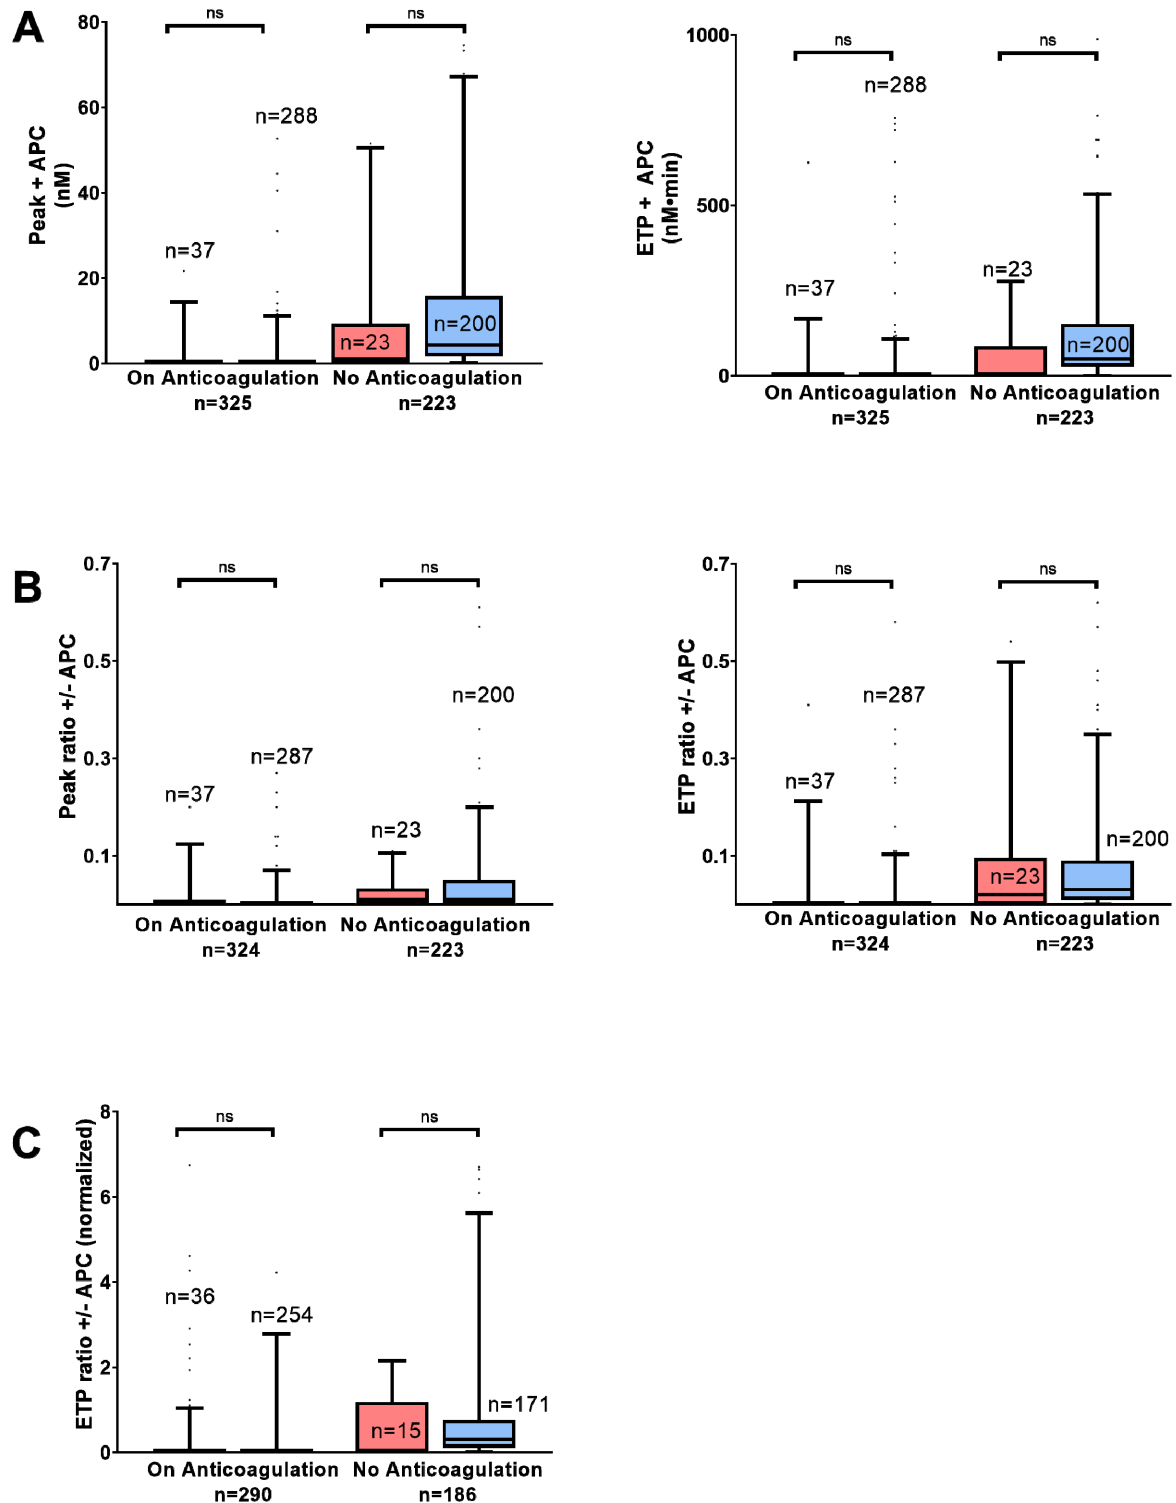 A
Peak + APC
(nM)
80
60
40
20
0
ns
ns
n=37
n=288
n=23
n=200
On Anticoagulation
n=325
No Anticoagulation
n=223
ETP + APC
(nM•min)
1000
500
0
ns
ns
n=37
n=288
n=23
n=200
On Anticoagulation
n=325
No Anticoagulation
n=223
B
Peak ratio +/- APC
0.7
0.5
0.3
0.1
ns
ns
n=37
n=287
n=23
n=200
On Anticoagulation
n=324
No Anticoagulation
n=223
ETP ratio +/- APC
0.7
0.5
0.3
0.1
ns
ns
n=37
n=287
n=23
n=200
On Anticoagulation
n=324
No Anticoagulation
n=223
C
ETP ratio +/- APC (normalized)
8
6
4
2
0
ns
ns
n=36
n=254
n=15
n=171
On Anticoagulation
n=290
No Anticoagulation
n=186